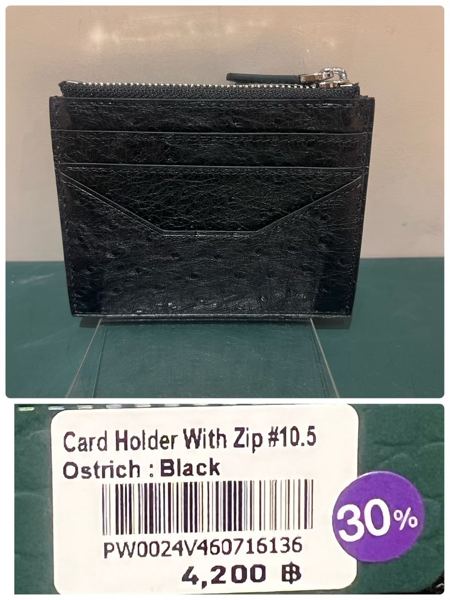 Card Holder With Zip #10.5
Ostrich : Black
PW0024V460716136
4,200 ฿
30%